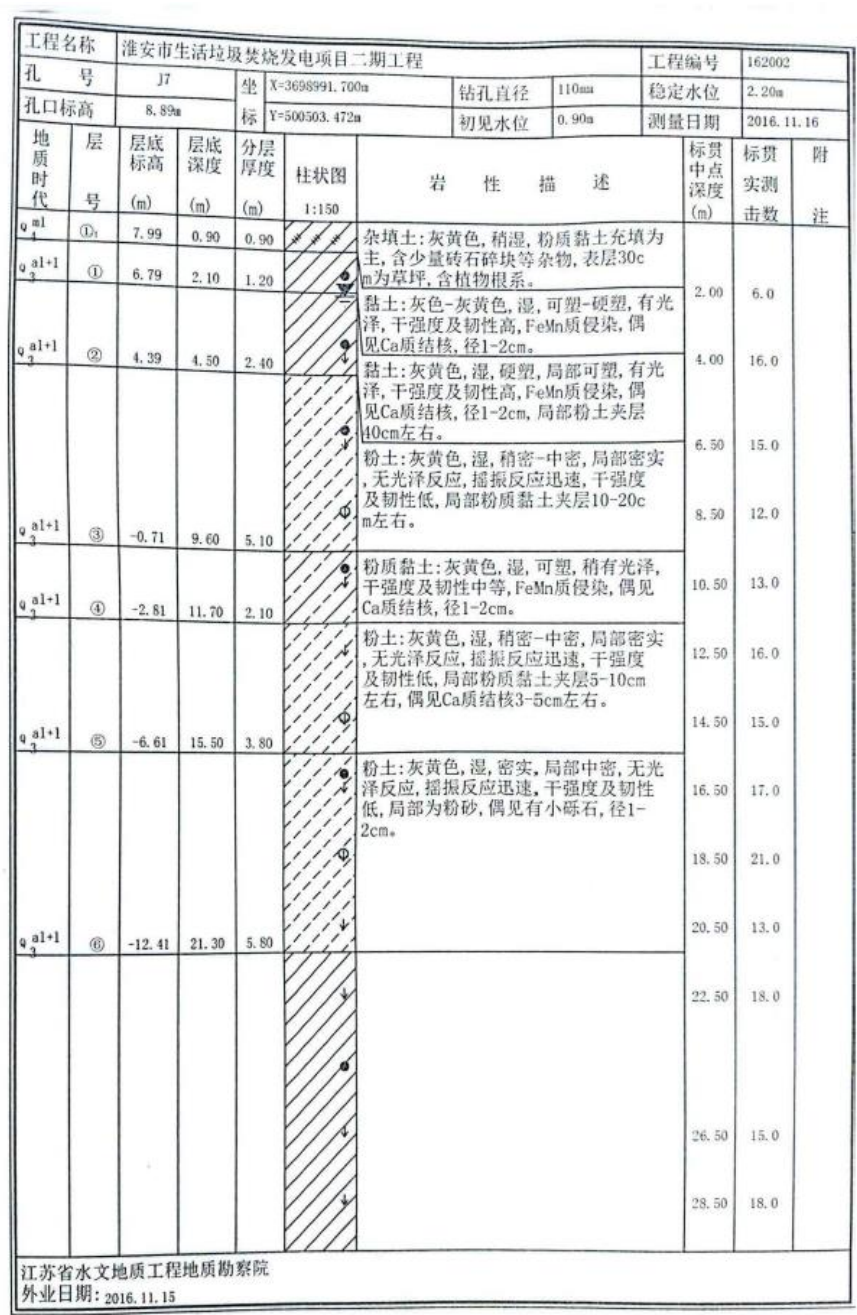 工程名称 淮安市生活垃圾焚烧发电项目二期工程 工程编号 162002
孔 号 J7 坐 X=3698991.700m 钻孔直径 110mm 稳定水位 2.20m
孔口标高 8.89m 标 Y=500503.472m 初见水位 0.90m 测量日期 2016.11.16
地质时代 层号 层底标高(m) 层底深度(m) 分层厚度(m) 柱状图 1:150 岩 性 描 述 标贯中点深度(m) 标贯实测击数 附注
Q4 ml ①1 7.99 0.90 0.90
杂填土:灰黄色,稍湿,粉质黏土充填为
主,含少量砖石碎块等杂物,表层30c
m为草坪,含植物根系。
Q3 al+l ① 6.79 2.10 1.20
2.00 6.0
黏土:灰色-灰黄色,湿,可塑-硬塑,有光
泽,干强度及韧性高,FeMn质侵染,偶
见Ca质结核,径1-2cm。
Q3 al+l ② 4.39 4.50 2.40
4.00 16.0
黏土:灰黄色,湿,硬塑,局部可塑,有光
泽,干强度及韧性高,FeMn质侵染,偶
见Ca质结核,径1-2cm,局部粉土夹层
40cm左右。
6.50 15.0
粉土:灰黄色,湿,稍密-中密,局部密实
,无光泽反应,摇振反应迅速,干强度
及韧性低,局部粉质黏土夹层10-20c
m左右。
8.50 12.0
Q3 al+l ③ -0.71 9.60 5.10
粉质黏土:灰黄色,湿,可塑,稍有光泽,
干强度及韧性中等,FeMn质侵染,偶见
Ca质结核,径1-2cm。
10.50 13.0
Q3 al+l ④ -2.81 11.70 2.10
粉土:灰黄色,湿,稍密-中密,局部密实
,无光泽反应,摇振反应迅速,干强度
及韧性低,局部粉质黏土夹层5-10cm
左右,偶见Ca质结核3-5cm左右。
12.50 16.0
14.50 15.0
Q3 al+l ⑤ -6.61 15.50 3.80
粉土:灰黄色,湿,密实,局部中密,无光
泽反应,摇振反应迅速,干强度及韧性
低,局部为粉砂,偶见有小砾石,径1-
2cm。
16.50 17.0
18.50 21.0
20.50 13.0
Q3 al+l ⑥ -12.41 21.30 5.80
22.50 18.0
26.50 15.0
28.50 18.0
江苏省水文地质工程地质勘察院
外业日期:2016.11.15